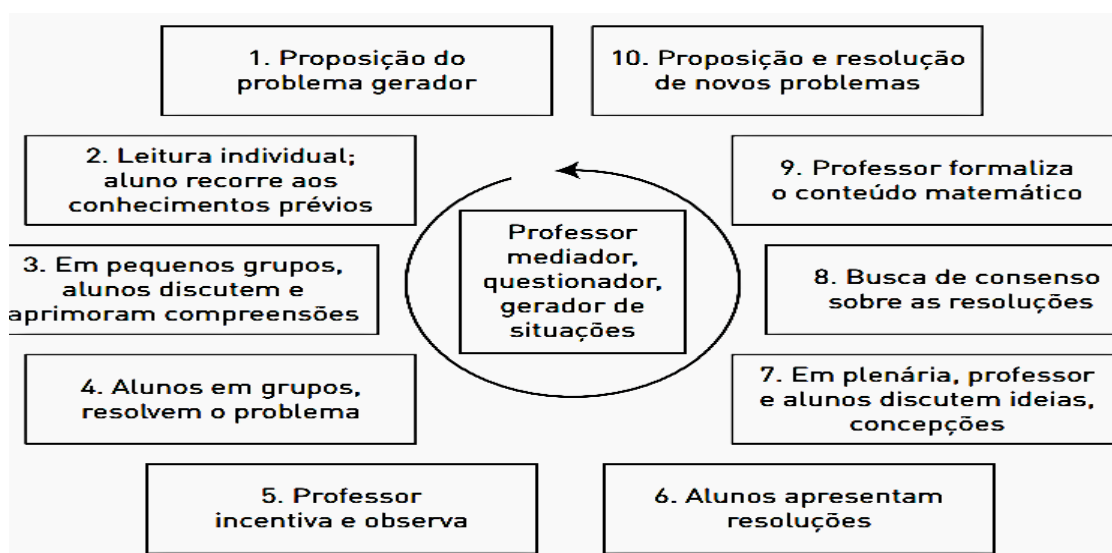 1. Proposição do
problema gerador
2. Leitura individual;
aluno recorre aos
conhecimentos prévios
3. Em pequenos grupos,
alunos discutem e
aprimoram compreensões
4. Alunos em grupos,
resolvem o problema
5. Professor
incentiva e observa
6. Alunos apresentam
resoluções
7. Em plenária, professor
e alunos discutem ideias,
concepções
8. Busca de consenso
sobre as resoluções
9. Professor formaliza
o conteúdo matemático
10. Proposição e resolução
de novos problemas
Professor
mediador,
questionador,
gerador de
situações